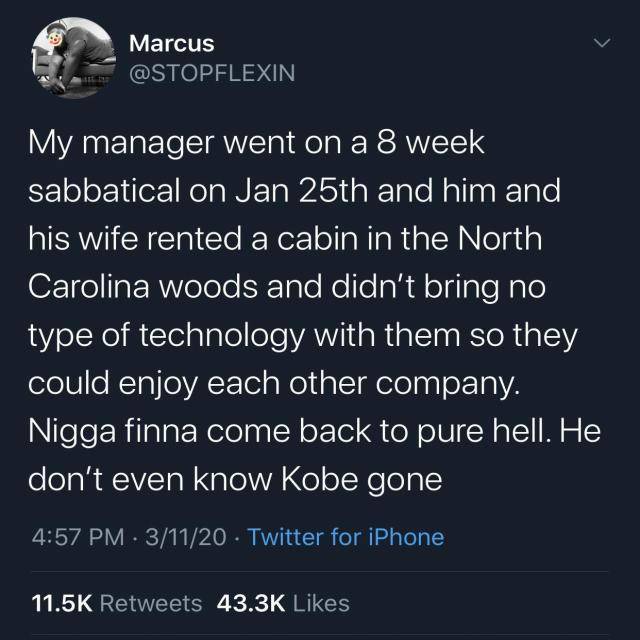 Marcus
@STOPFLEXIN
My manager went on a 8 week
sabbatical on Jan 25th and him and
his wife rented a cabin in the North
Carolina woods and didn't bring no
type of technology with them so they
could enjoy each other company.
Nigga finna come back to pure hell. He
don't even know Kobe gone
4:57 PM · 3/11/20 · Twitter for iPhone
11.5K Retweets 43.3K Likes